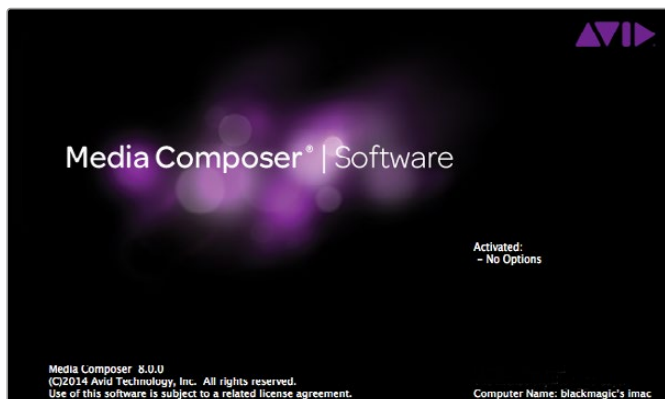 AVID
Media Composer® | Software
Activated:
– No Options
Media Composer 8.0.0
(C)2014 Avid Technology, Inc. All rights reserved.
Use of this software is subject to a related license agreement.
Computer Name: blackmagic's imac